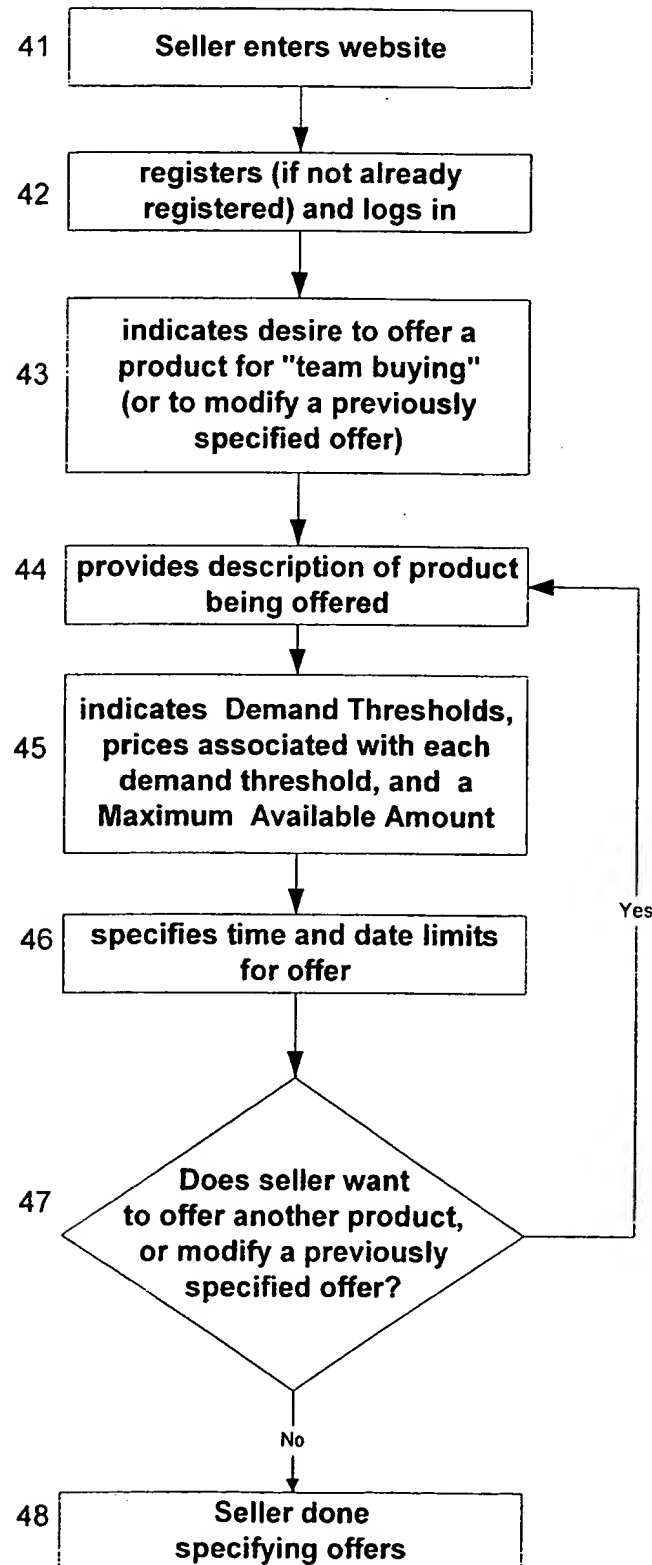 41
Seller enters website
42
registers (if not already
registered) and logs in
43
indicates desire to offer a
product for "team buying"
(or to modify a previously
specified offer)
44
provides description of product
being offered
45
indicates Demand Thresholds,
prices associated with each
demand threshold, and a
Maximum Available Amount
46
specifies time and date limits
for offer
Yes
47
Does seller want
to offer another product,
or modify a previously
specified offer?
No
48
Seller done
specifying offers